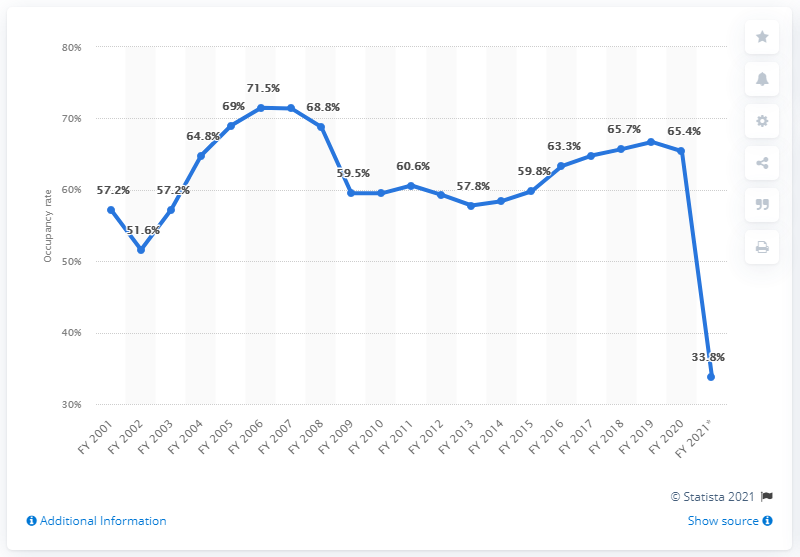 80%
70%
60%
50%
40%
30%
Occupancy rate
57.2%
51.6%
57.2%
64.8%
69%
71.5%
68.8%
59.5%
60.6%
57.8%
59.8%
63.3%
65.7%
65.4%
33.8%
FY 2001
FY 2002
FY 2003
FY 2004
FY 2005
FY 2006
FY 2007
FY 2008
FY 2009
FY 2010
FY 2011
FY 2012
FY 2013
FY 2014
FY 2015
FY 2016
FY 2017
FY 2018
FY 2019
FY 2020
FY 2021*
© Statista 2021
Additional Information
Show source